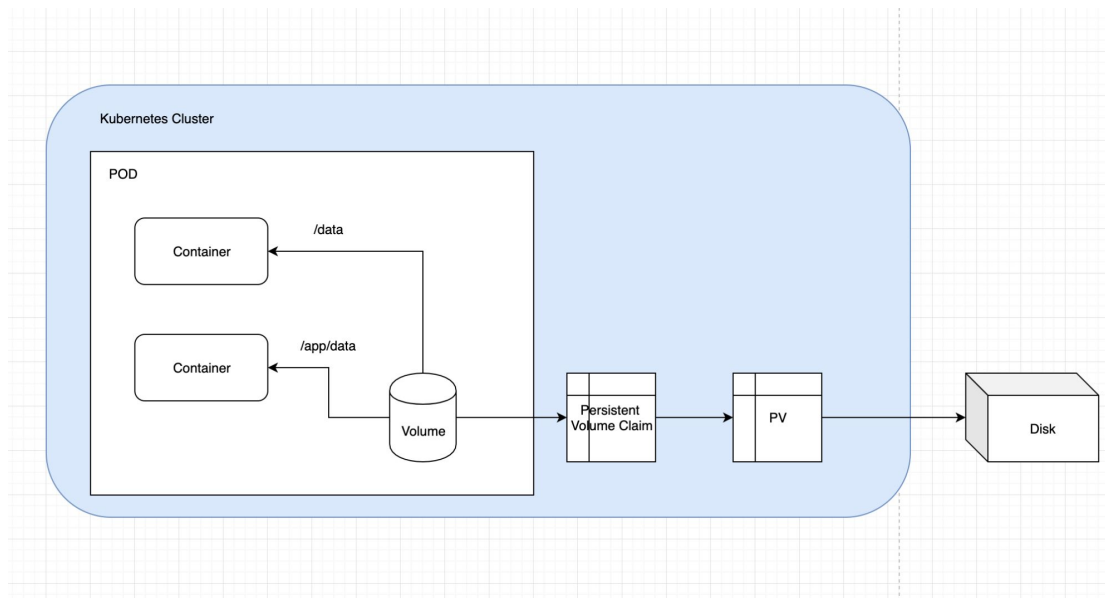 Kubernetes Cluster
POD
/data
Container
/app/data
Container
Volume
Persistent
Volume Claim
PV
Disk